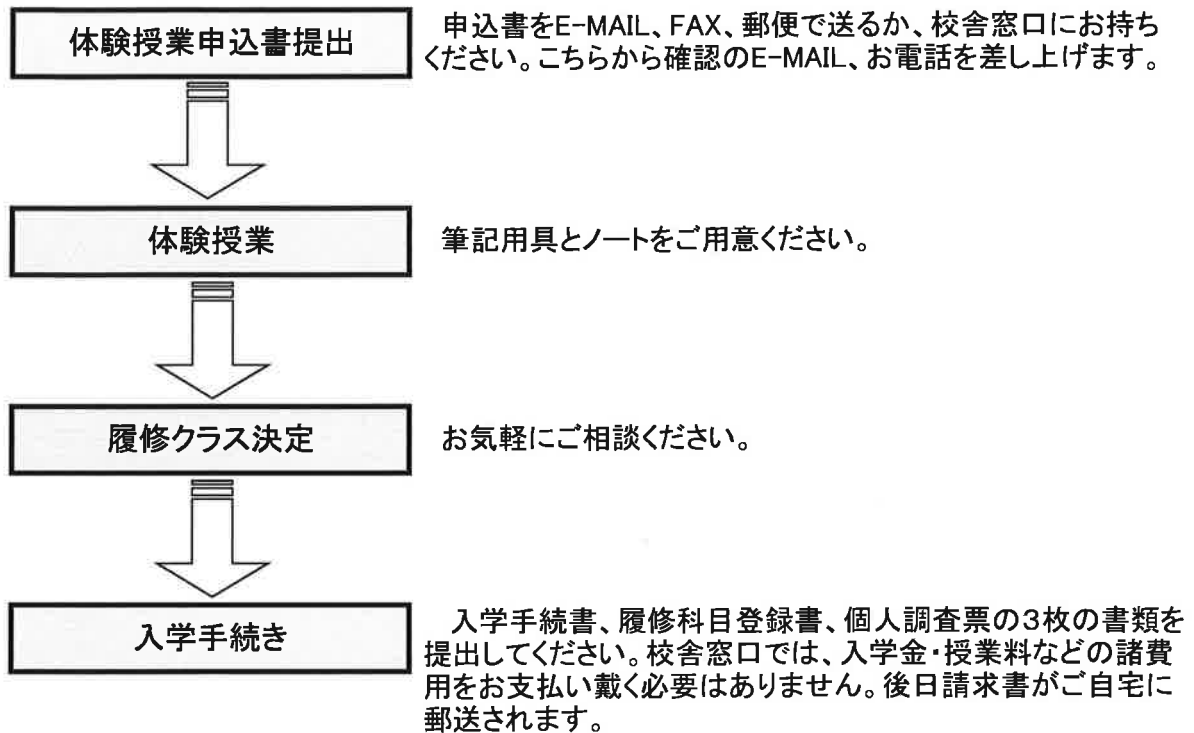 体験授業申込書提出
申込書をE-MAIL、FAX、郵便で送るか、校舎窓口にお持ち
ください。こちらから確認のE-MAIL、お電話を差し上げます。
体験授業
筆記用具とノートをご用意ください。
履修クラス決定
お気軽にご相談ください。
入学手続き
入学手続書、履修科目登録書、個人調査票の3枚の書類を
提出してください。校舎窓口では、入学金・授業料などの諸費
用をお支払い戴く必要はありません。後日請求書がご自宅に
郵送されます。